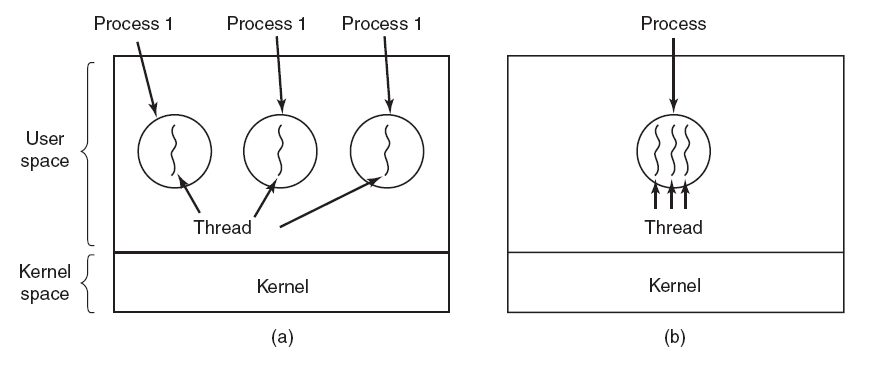 Process 1
Process 1
Process 1
Process
User
space
Thread
Thread
Kernel
space
Kernel
Kernel
(a)
(b)